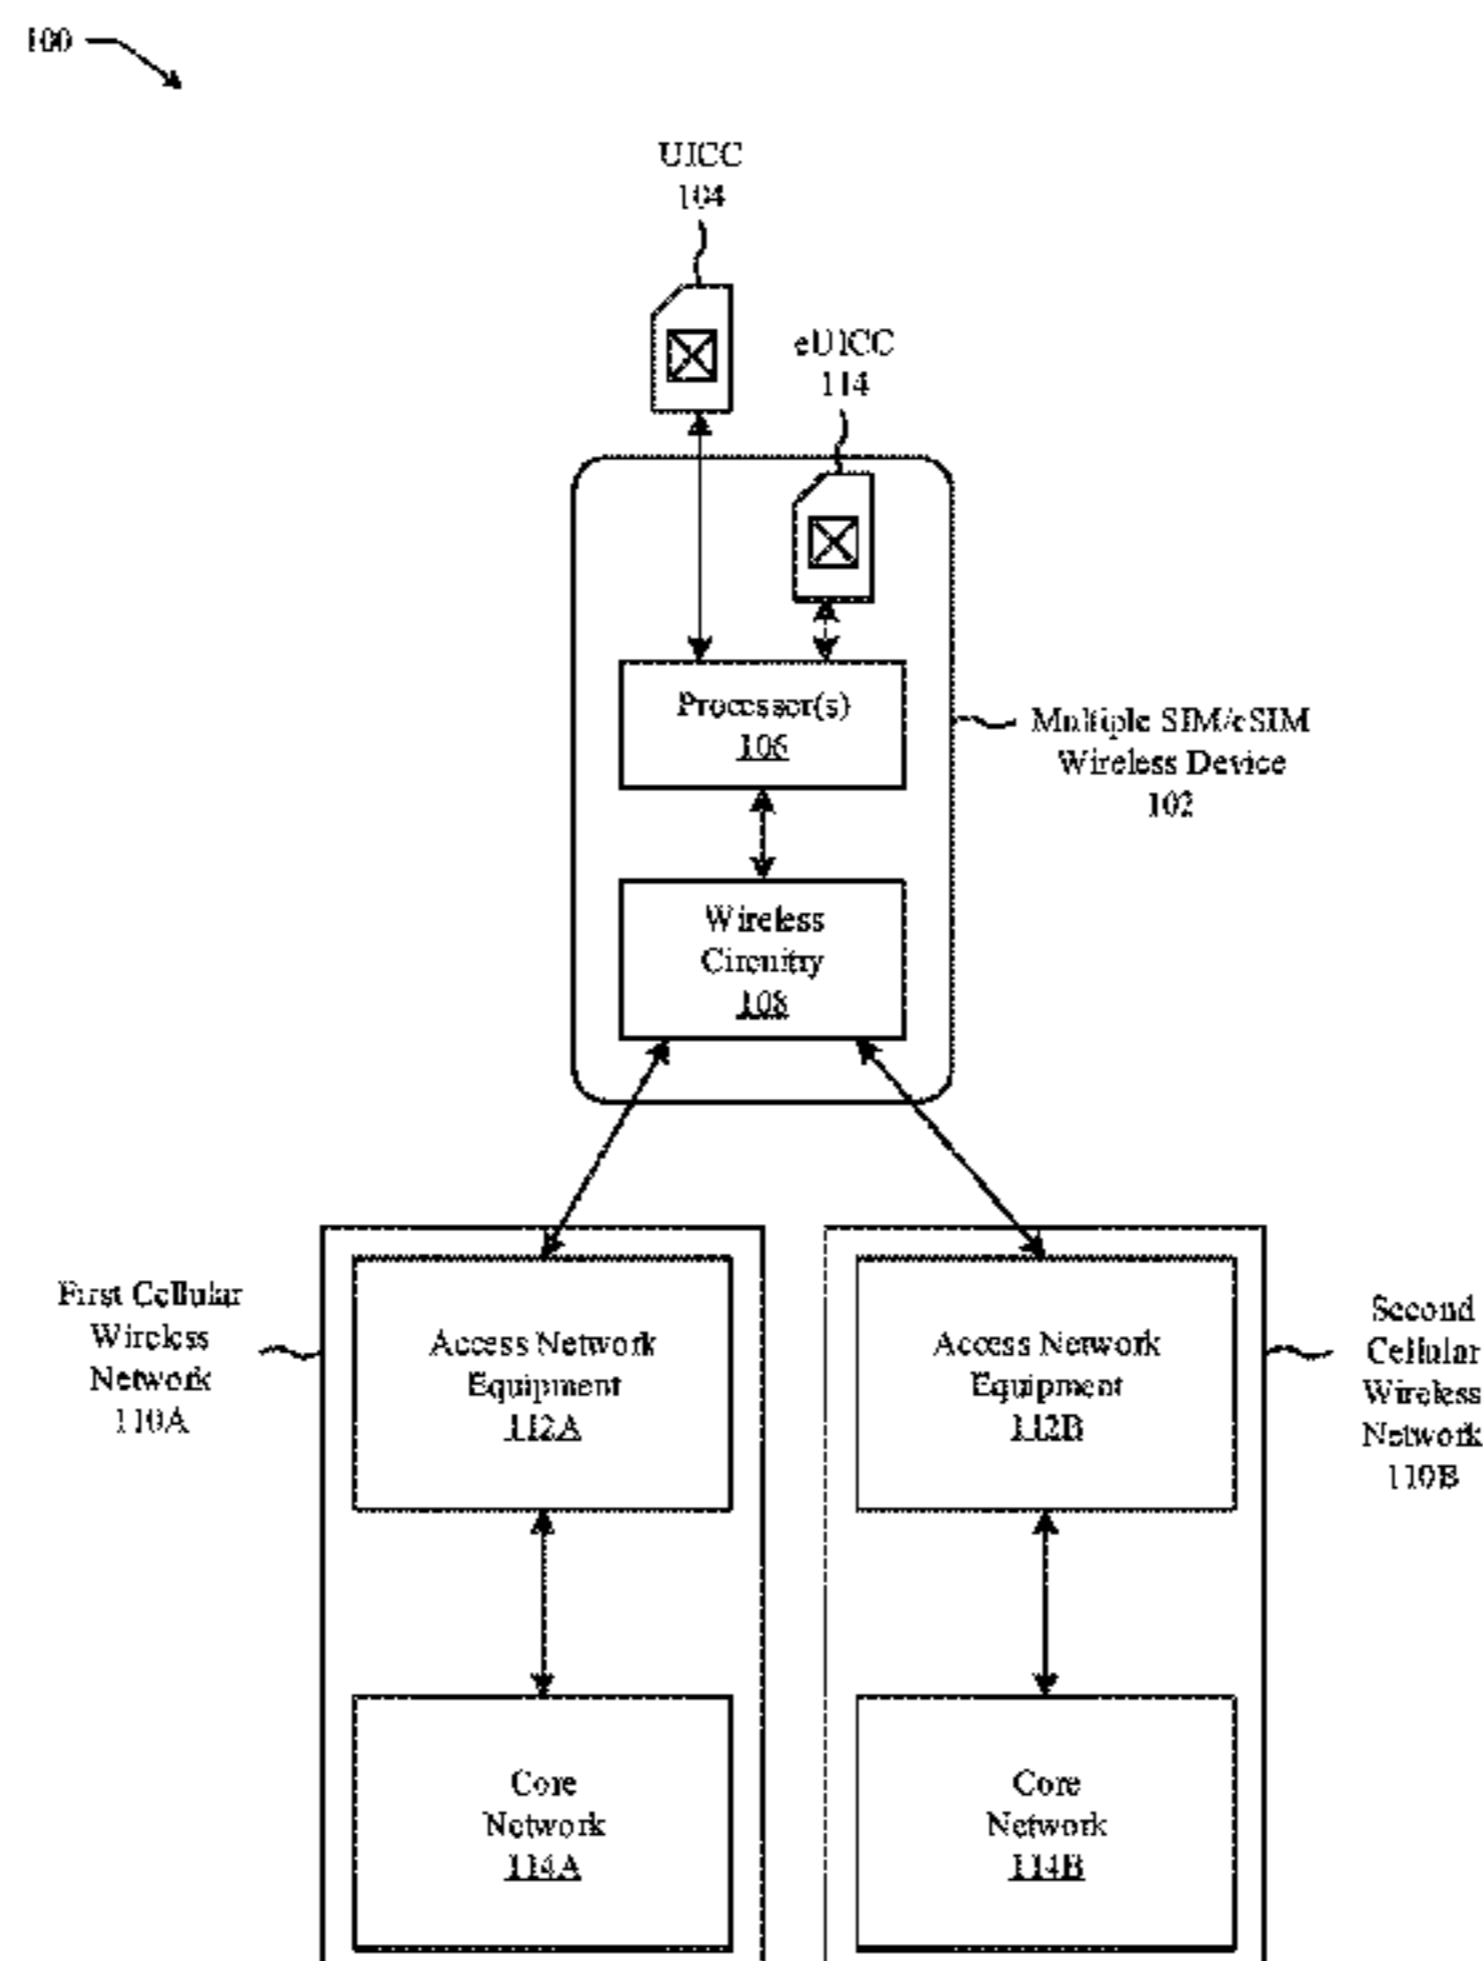 100
UICC
104
eUICC
114
Processor(s)
106
Multiple SIM/eSIM
Wireless Device
102
Wireless
Circuitry
108
First Cellular
Wireless
Network
110A
Access Network
Equipment
112A
Access Network
Equipment
112B
Second
Cellular
Wireless
Network
110B
Core
Network
114A
Core
Network
114B